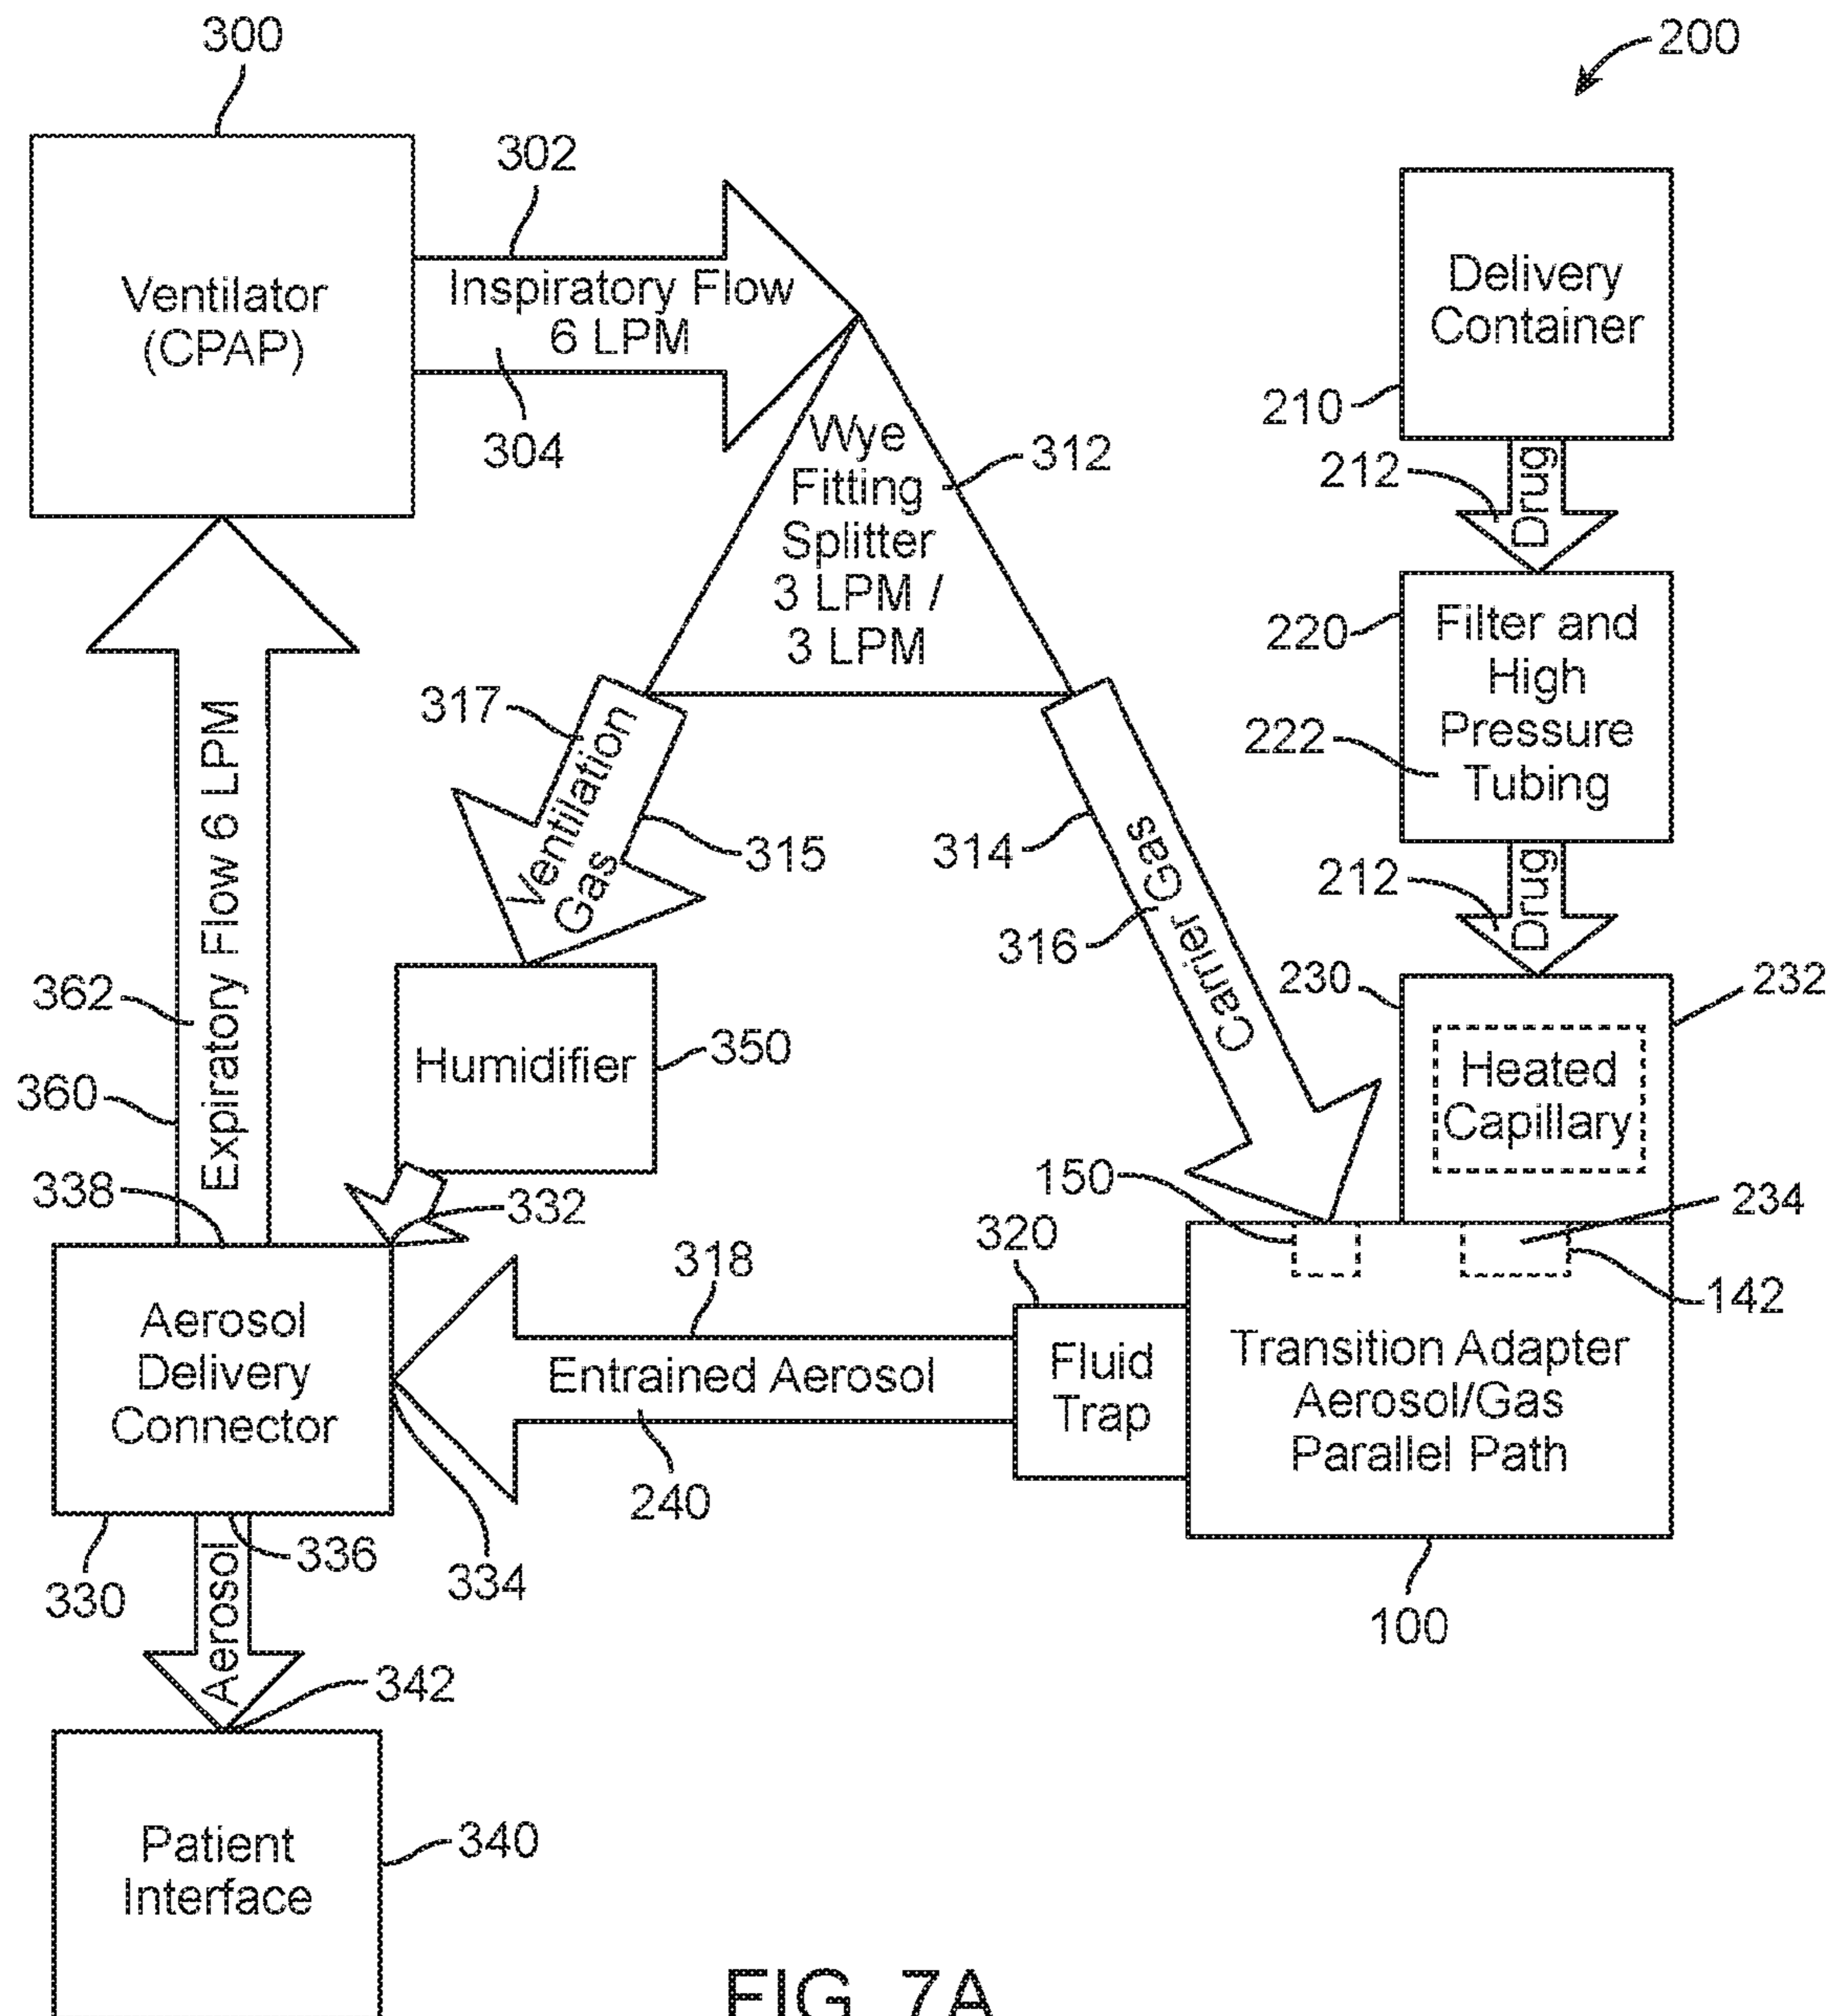 300
200
302
Ventilator
(CPAP)
Inspiratory Flow
6 LPM
304
Delivery
Container
210
212
Drug
Wye
Fitting
Splitter
3 LPM /
3 LPM
312
220
Filter and
High
Pressure
Tubing
222
317
Ventilation
Gas
315
314
Carrier Gas
316
212
Drug
230
232
Heated
Capillary
362
Expiratory Flow 6 LPM
360
Humidifier
350
338
332
150
234
142
320
318
Aerosol
Delivery
Connector
Entrained Aerosol
240
Fluid
Trap
Transition Adapter
Aerosol/Gas
Parallel Path
330
336
334
100
Aerosol
342
Patient
Interface
340
FIG. 7A